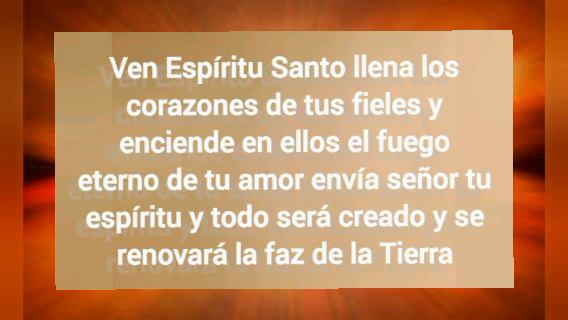 Ven Espíritu Santo llena los
corazones de tus fieles y
enciende en ellos el fuego
eterno de tu amor envía señor tu
espíritu y todo será creado y se
renovará la faz de la Tierra